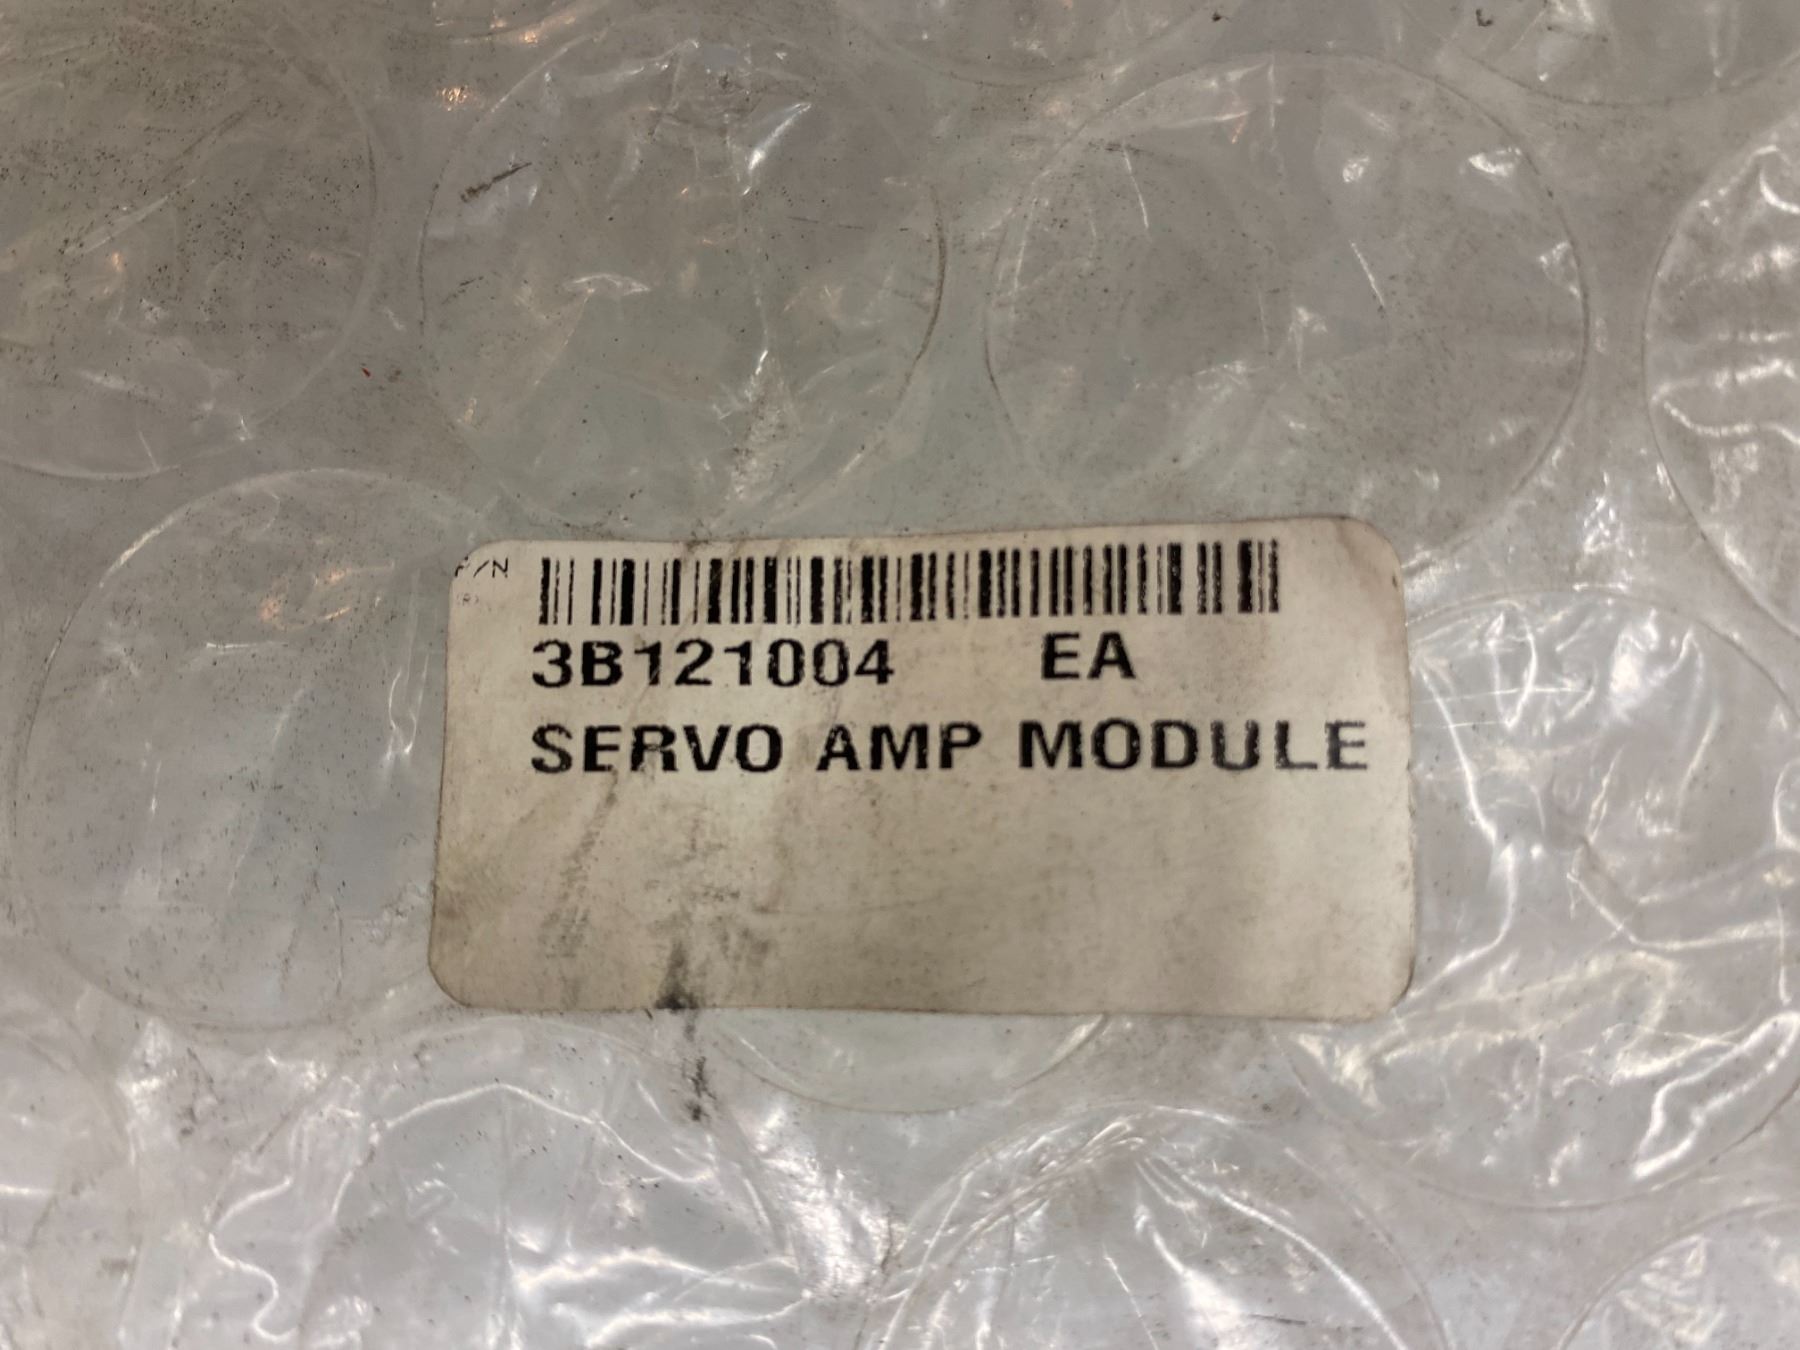 P/N
(R)
3B121004 EA
SERVO AMP MODULE